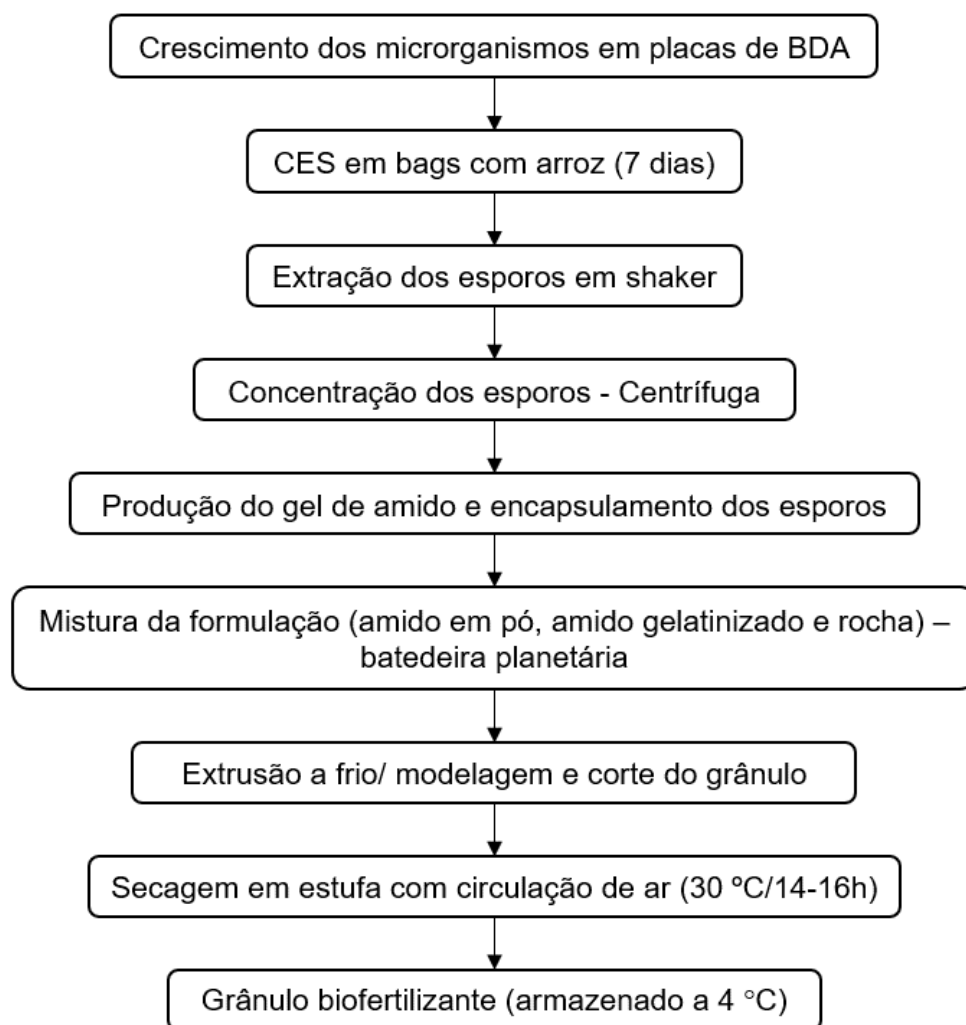 Crescimento dos microrganismos em placas de BDA
CES em bags com arroz (7 dias)
Extração dos esporos em shaker
Concentração dos esporos - Centrífuga
Produção do gel de amido e encapsulamento dos esporos
Mistura da formulação (amido em pó, amido gelatinizado e rocha) –
batedeira planetária
Extrusão a frio/ modelagem e corte do grânulo
Secagem em estufa com circulação de ar (30 ºC/14-16h)
Grânulo biofertilizante (armazenado a 4 °C)